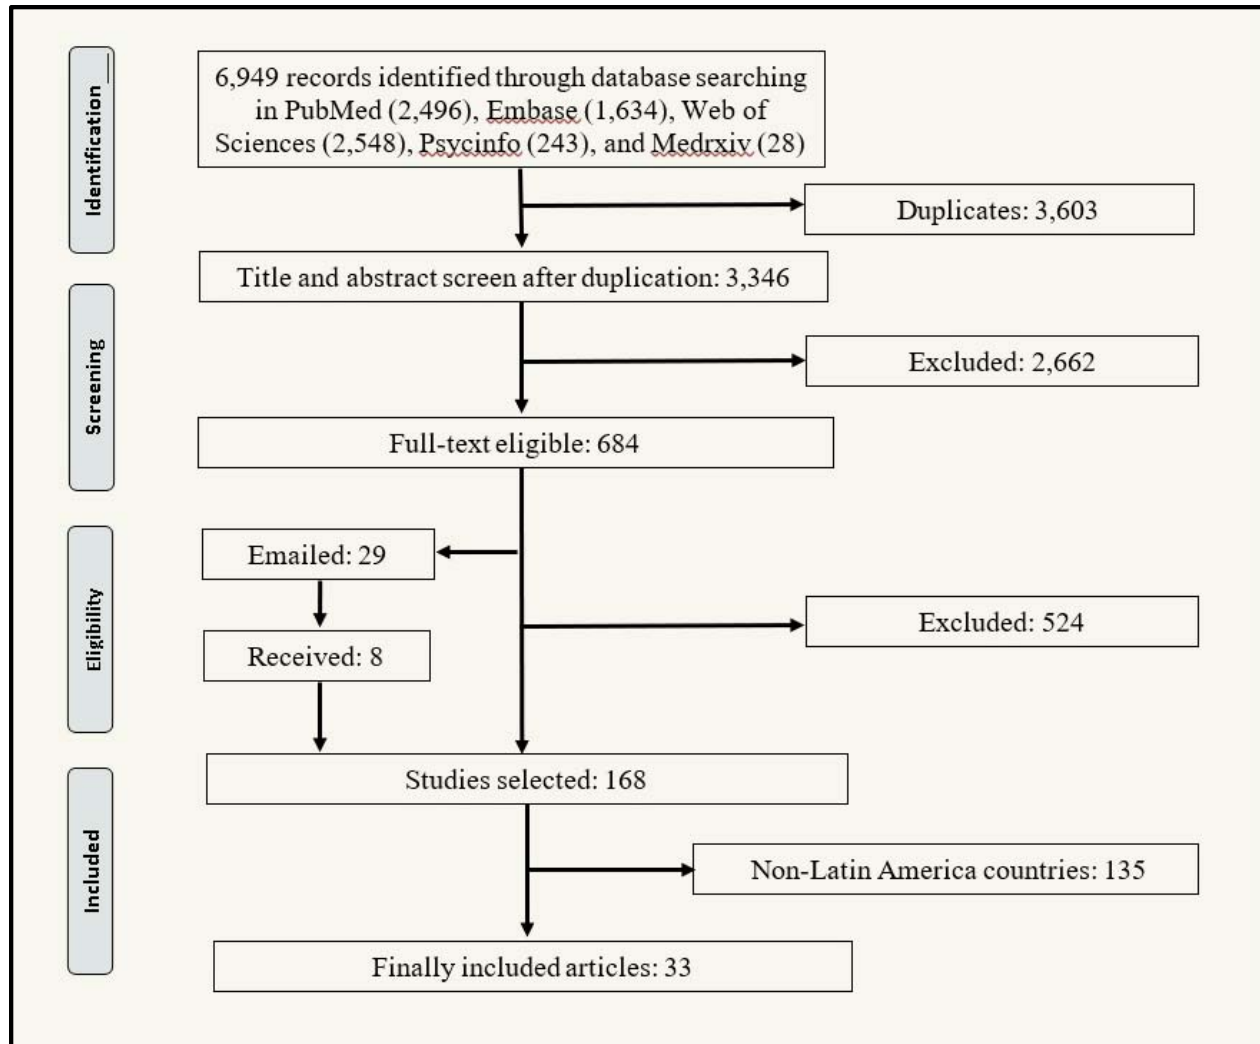 Identification
6,949 records identified through database searching
in PubMed (2,496), Embase (1,634), Web of
Sciences (2,548), Psycinfo (243), and Medrxiv (28)
Duplicates: 3,603
Title and abstract screen after duplication: 3,346
Screening
Excluded: 2,662
Full-text eligible: 684
Eligibility
Emailed: 29
Excluded: 524
Received: 8
Studies selected: 168
Included
Non-Latin America countries: 135
Finally included articles: 33